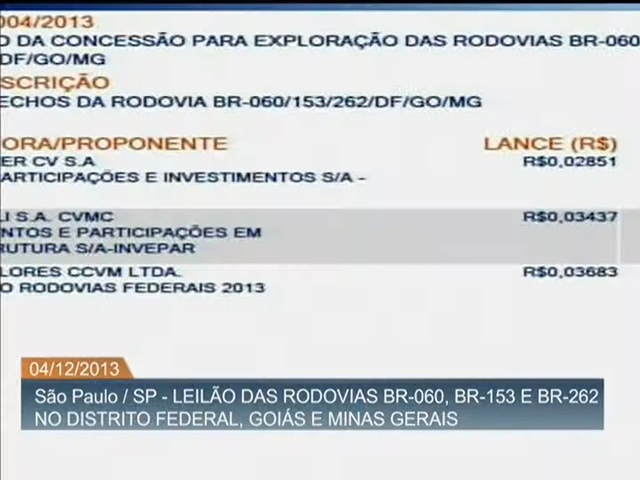 004/2013
O DA CONCESSÃO PARA EXPLORAÇÃO DAS RODOVIAS BR-060
DF/GO/MG
SCRIÇÃO
ECHOS DA RODOVIA BR-060/153/262/DF/GO/MG
ORA/PROPONENTE LANCE (R$)
ER CV S.A R$0,02851
ARTICIPAÇÕES E INVESTIMENTOS S/A -
LI S.A. CVMC R$0,03437
NTOS E PARTICIPAÇÕES EM
RUTURA S/A-INVEPAR
LORES CCVM LTDA. R$0,03683
O RODOVIAS FEDERAIS 2013
04/12/2013
São Paulo / SP - LEILÃO DAS RODOVIAS BR-060, BR-153 E BR-262
NO DISTRITO FEDERAL, GOIÁS E MINAS GERAIS